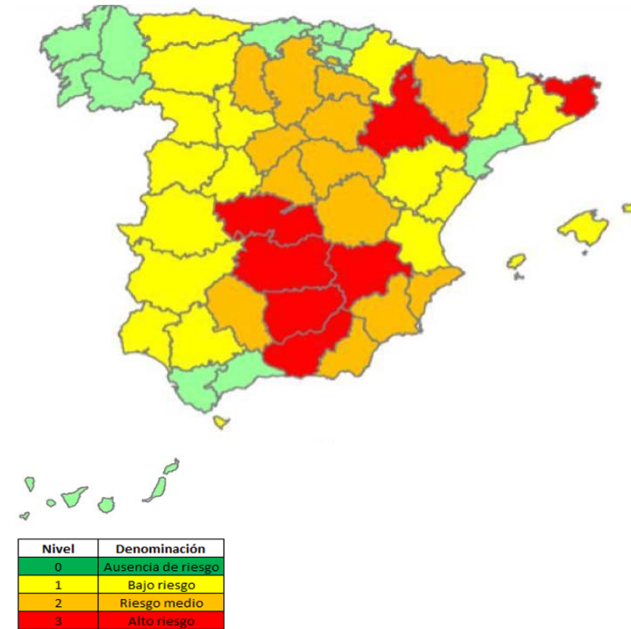 Nivel Denominación
0 Ausencia de riesgo
1 Bajo riesgo
2 Riesgo medio
3 Alto riesgo